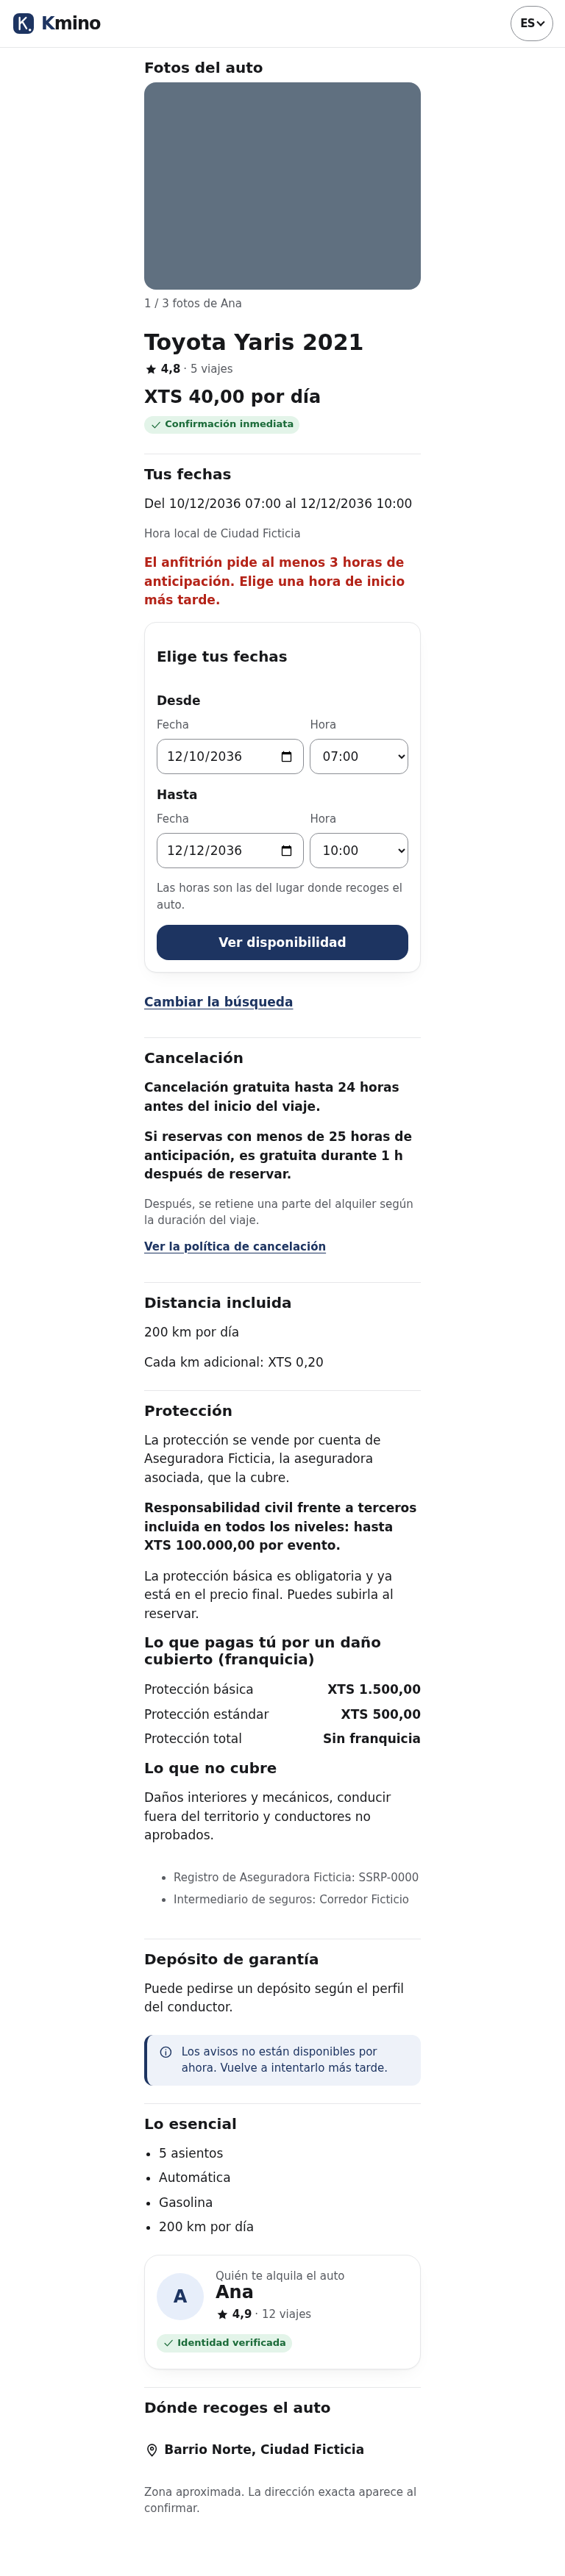 K. Kmino
ES
Fotos del auto
1 / 3 fotos de Ana
Toyota Yaris 2021
4,8 · 5 viajes
XTS 40,00 por día
Confirmación inmediata
Tus fechas
Del 10/12/2036 07:00 al 12/12/2036 10:00
Hora local de Ciudad Ficticia
El anfitrión pide al menos 3 horas de
anticipación. Elige una hora de inicio
más tarde.
Elige tus fechas
Desde
Fecha Hora
12/10/2036 07:00
Hasta
Fecha Hora
12/12/2036 10:00
Las horas son las del lugar donde recoges el
auto.
Ver disponibilidad
Cambiar la búsqueda
Cancelación
Cancelación gratuita hasta 24 horas
antes del inicio del viaje.
Si reservas con menos de 25 horas de
anticipación, es gratuita durante 1 h
después de reservar.
Después, se retiene una parte del alquiler según
la duración del viaje.
Ver la política de cancelación
Distancia incluida
200 km por día
Cada km adicional: XTS 0,20
Protección
La protección se vende por cuenta de
Aseguradora Ficticia, la aseguradora
asociada, que la cubre.
Responsabilidad civil frente a terceros
incluida en todos los niveles: hasta
XTS 100.000,00 por evento.
La protección básica es obligatoria y ya
está en el precio final. Puedes subirla al
reservar.
Lo que pagas tú por un daño
cubierto (franquicia)
Protección básica XTS 1.500,00
Protección estándar XTS 500,00
Protección total Sin franquicia
Lo que no cubre
Daños interiores y mecánicos, conducir
fuera del territorio y conductores no
aprobados.
• Registro de Aseguradora Ficticia: SSRP-0000
• Intermediario de seguros: Corredor Ficticio
Depósito de garantía
Puede pedirse un depósito según el perfil
del conductor.
Los avisos no están disponibles por
ahora. Vuelve a intentarlo más tarde.
Lo esencial
• 5 asientos
• Automática
• Gasolina
• 200 km por día
A
Quién te alquila el auto
Ana
4,9 · 12 viajes
Identidad verificada
Dónde recoges el auto
Barrio Norte, Ciudad Ficticia
Zona aproximada. La dirección exacta aparece al
confirmar.